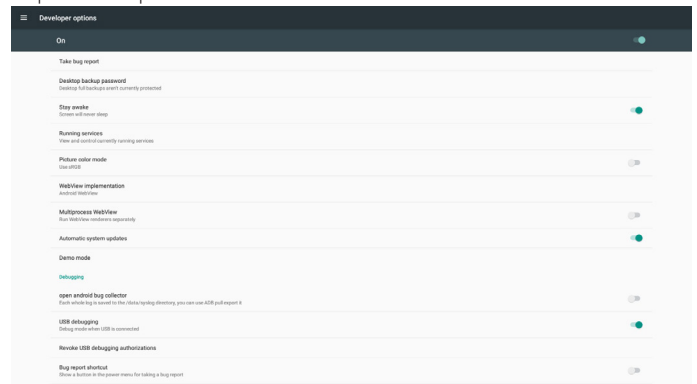 Developer options
On
Take bug report
Desktop backup password
Desktop full backups aren't currently protected
Stay awake
Screen will never sleep
Running services
View and control currently running services
Picture color mode
Use sRGB
WebView implementation
Android WebView
Multiprocess WebView
Run WebView renderers separately
Automatic system updates
Demo mode
Debugging
open android bug collector
Each whole log is saved to the /data/syslog directory, you can use ADB pull export it
USB debugging
Debug mode when USB is connected
Revoke USB debugging authorizations
Bug report shortcut
Show a button in the power menu for taking a bug report